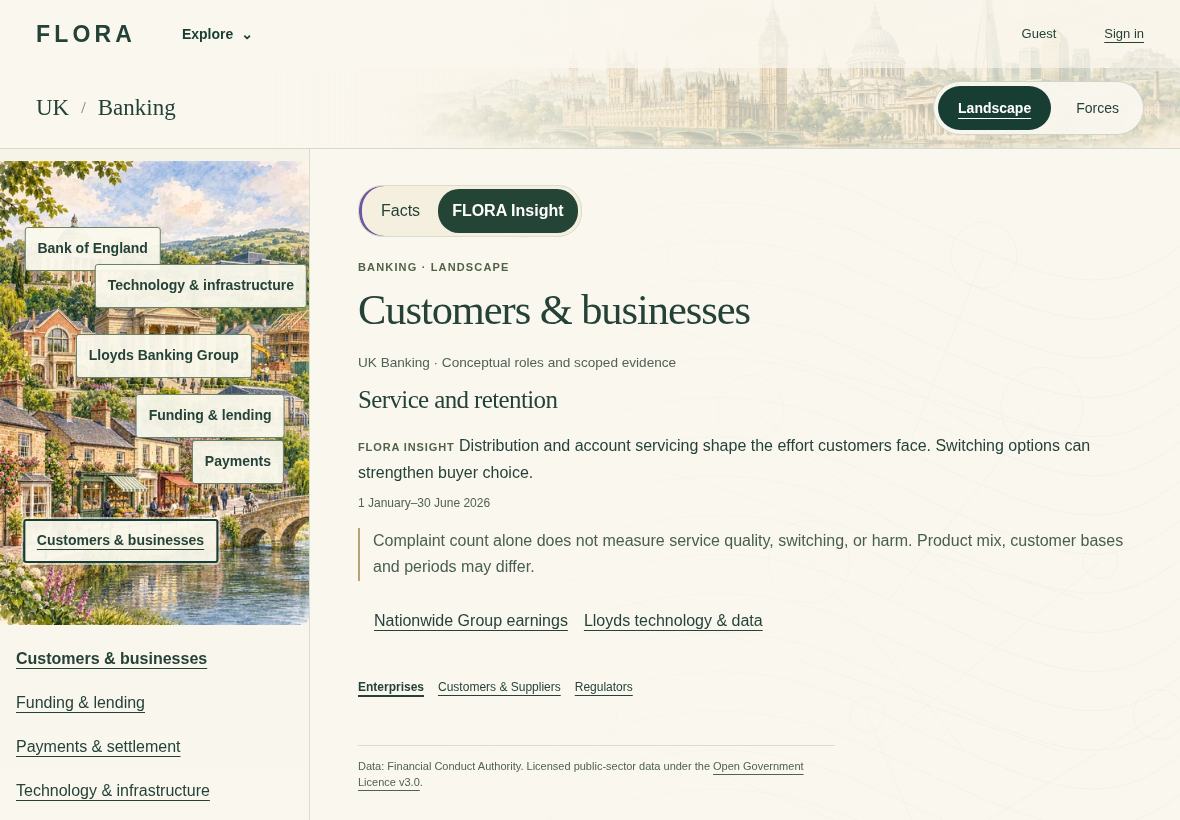 FLORA
Explore
Guest
Sign in
UK / Banking
Landscape
Forces
Bank of England
Technology & infrastructure
Lloyds Banking Group
Funding & lending
Payments
Customers & businesses
Customers & businesses
Funding & lending
Payments & settlement
Technology & infrastructure
Facts
FLORA Insight
BANKING · LANDSCAPE
Customers & businesses
UK Banking · Conceptual roles and scoped evidence
Service and retention
FLORA INSIGHT Distribution and account servicing shape the effort customers face. Switching options can
strengthen buyer choice.
1 January–30 June 2026
Complaint count alone does not measure service quality, switching, or harm. Product mix, customer bases
and periods may differ.
Nationwide Group earnings
Lloyds technology & data
Enterprises
Customers & Suppliers
Regulators
Data: Financial Conduct Authority. Licensed public-sector data under the Open Government
Licence v3.0.